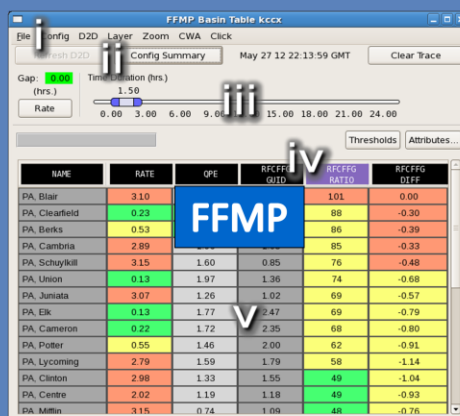 FFMP Basin Table kccx
File Config D2D Layer Zoom CWA Click
i
Refresh D2D Config Summary May 27 12 22:13:59 GMT Clear Trace
ii
Gap: 0.00 Time Duration (hrs.)
(hrs.) 1.50
Rate
iii
0.00 3.00 6.00 9.00 15.00 18.00 21.00 24.00
Thresholds Attributes...
iv
NAME RATE QPE RFCFFG GUID RFCFFG RATIO RFCFFG DIFF
PA, Blair 3.10 101 0.00
PA, Clearfield 0.23 88 -0.30
PA, Berks 0.53 86 -0.39
FFMP
PA, Cambria 2.89 85 -0.33
PA, Schuylkill 3.15 1.60 0.85 76 -0.48
PA, Union 0.13 1.97 1.36 74 -0.68
PA, Juniata 3.07 1.26 1.02 69 -0.57
PA, Elk 0.13 1.77 2.47 69 -0.79
v
PA, Cameron 0.22 1.72 2.35 68 -0.80
PA, Potter 0.55 1.46 2.00 62 -0.91
PA, Lycoming 2.79 1.59 1.79 58 -1.14
PA, Clinton 2.98 1.33 1.55 49 -1.04
PA, Centre 2.02 1.19 1.18 49 -0.93
PA, Mifflin 3.15 0.74 1.09 48 -0.76